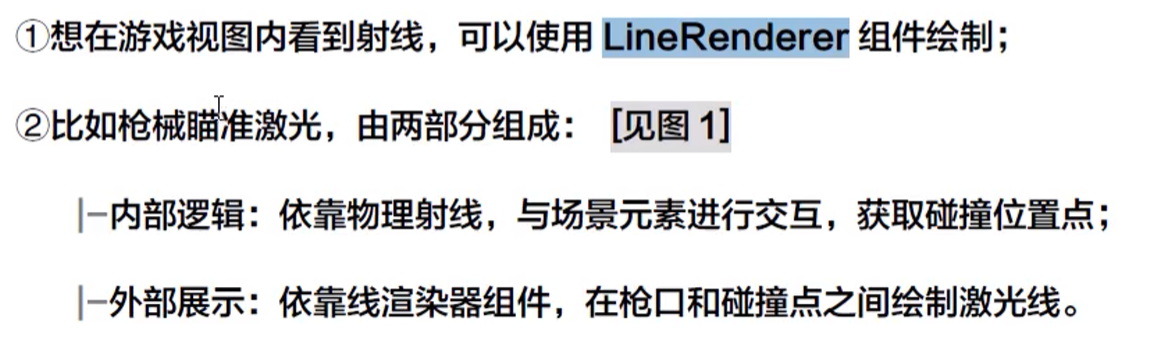 ①想在游戏视图内看到射线，可以使用 LineRenderer 组件绘制；
②比如枪械瞄准激光，由两部分组成： [见图 1]
|-内部逻辑：依靠物理射线，与场景元素进行交互，获取碰撞位置点；
|-外部展示：依靠线渲染器组件，在枪口和碰撞点之间绘制激光线。